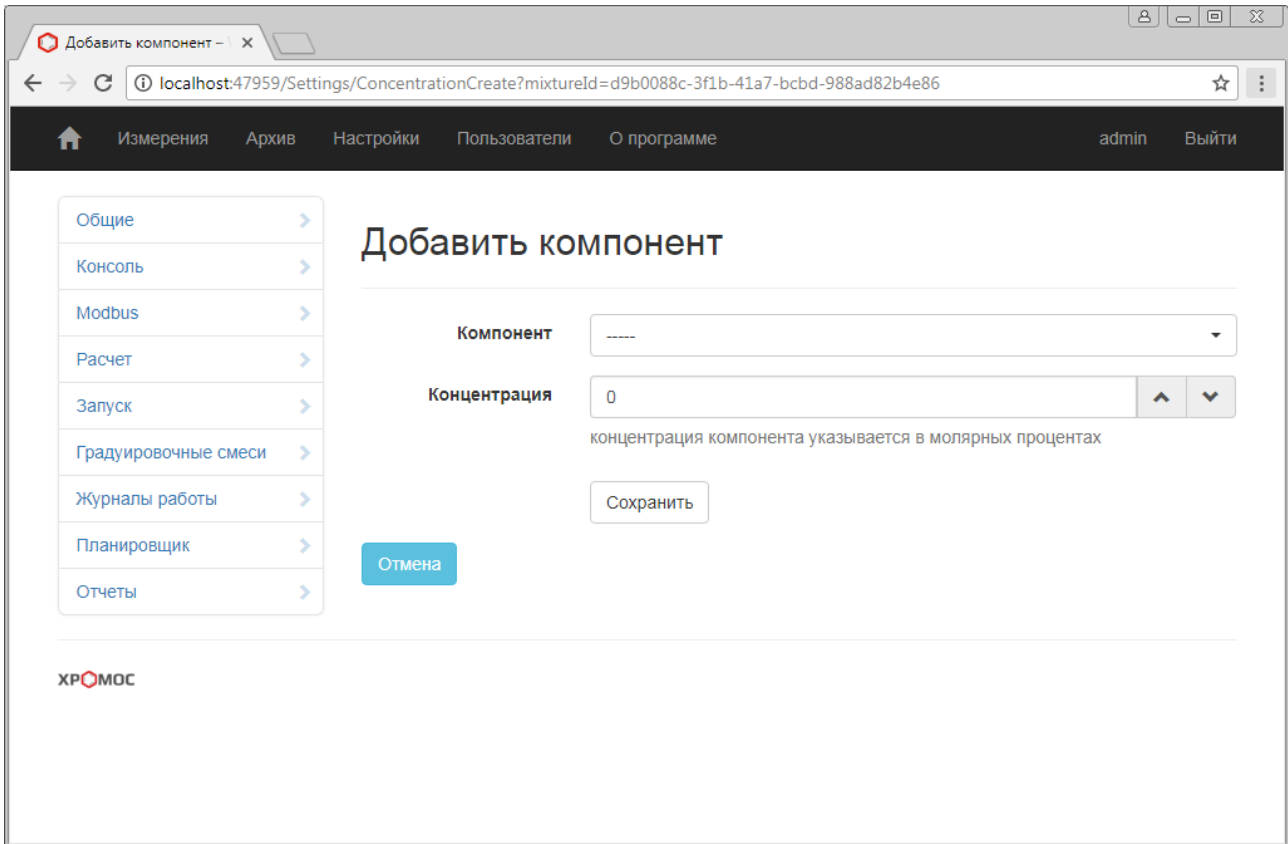 Добавить компонент –
localhost:47959/Settings/ConcentrationCreate?mixtureId=d9b0088c-3f1b-41a7-bcbd-988ad82b4e86
Измерения Архив Настройки Пользователи О программе admin Выйти
Общие
Консоль
Modbus
Расчет
Запуск
Градуировочные смеси
Журналы работы
Планировщик
Отчеты
Добавить компонент
Компонент -----
Концентрация 0
концентрация компонента указывается в молярных процентах
Сохранить
Отмена
ХРОМОС